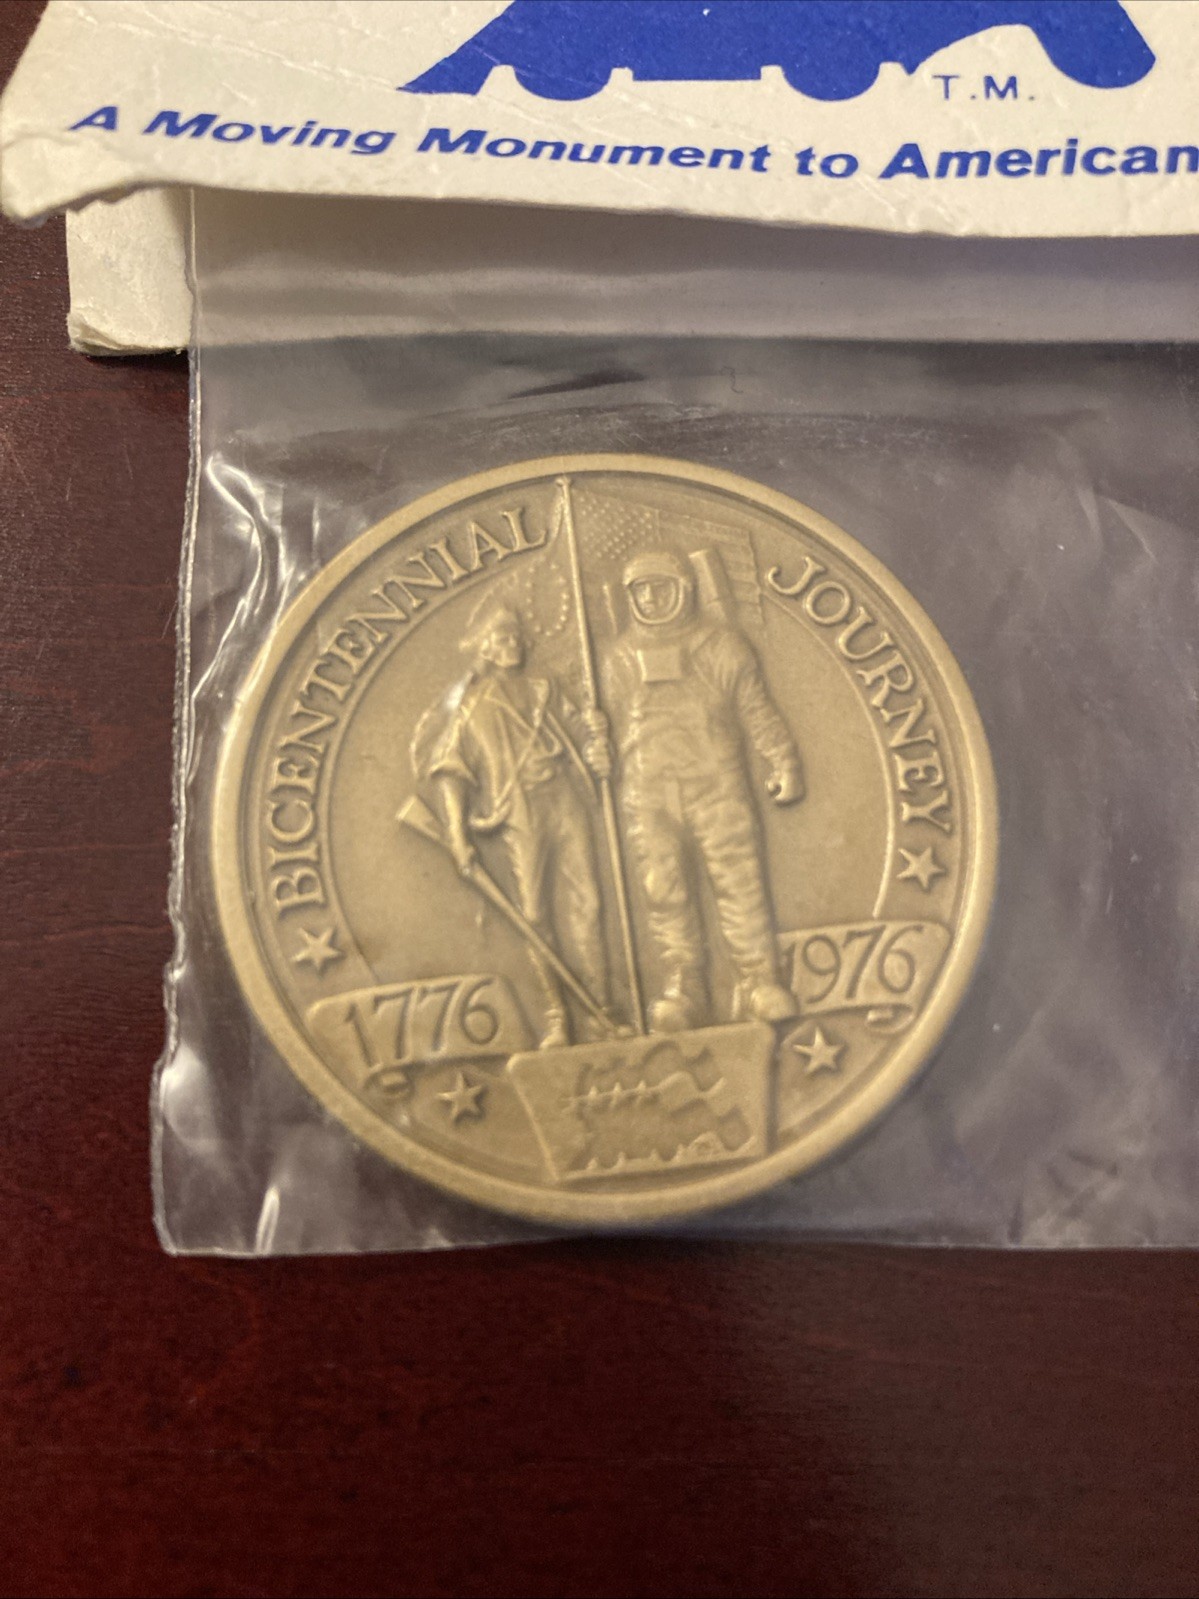 T.M.
A Moving Monument to American
BICENTENNIAL JOURNEY
1776
1976